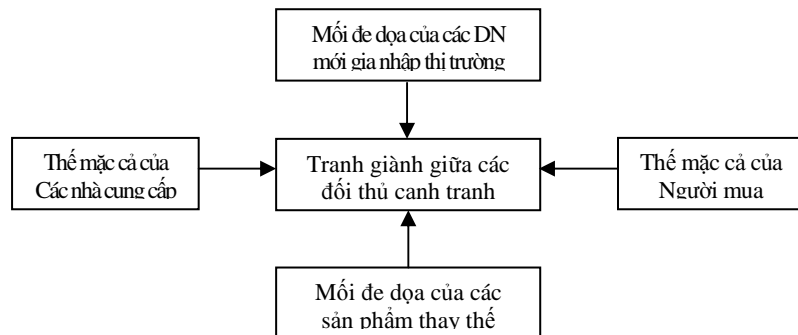 Mối đe dọa của các DN
mới gia nhập thị trường
Thế mặc cả của
Các nhà cung cấp
Tranh giành giữa các
đối thủ canh tranh
Thế mặc cả của
Người mua
Mối đe dọa của các
sản phẩm thay thế